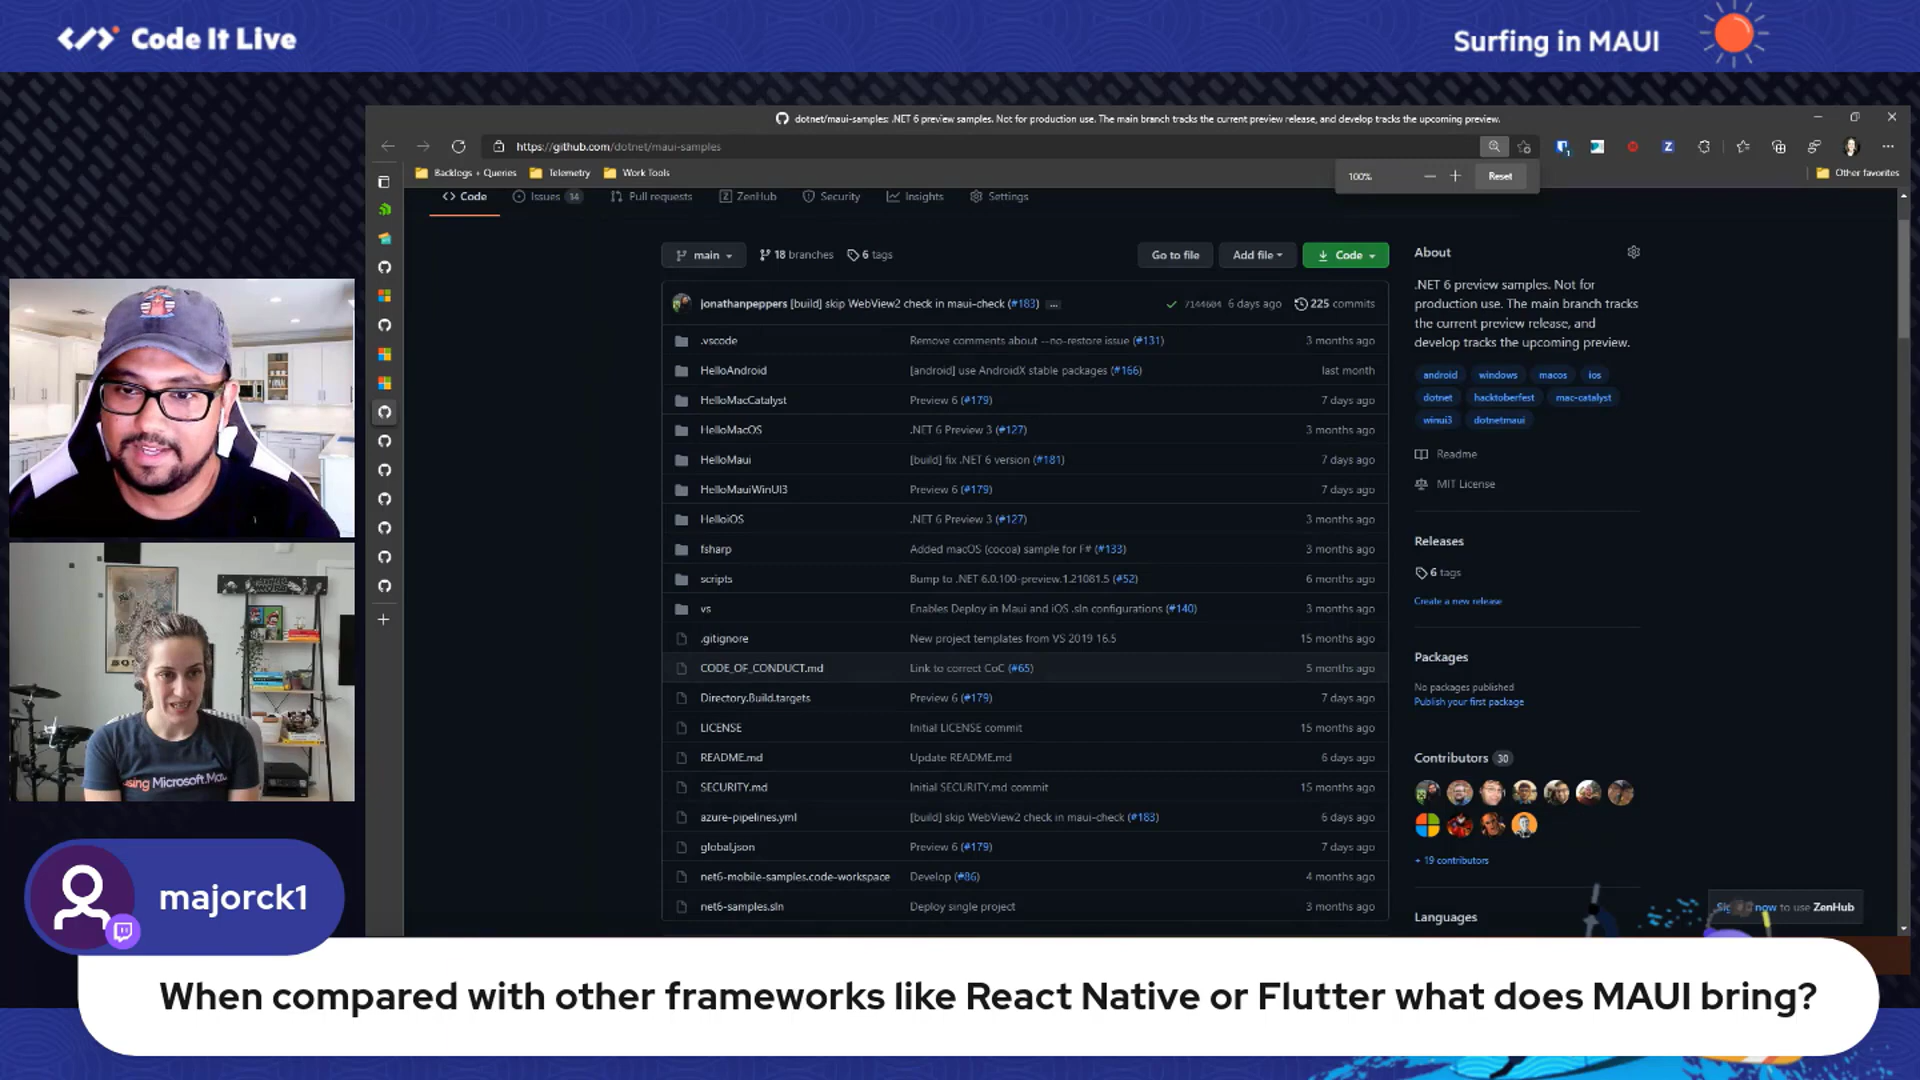 Code It Live
Surfing in MAUI
dotnet/maui-samples: .NET 6 preview samples. Not for production use. The main branch tracks the current preview release, and develop tracks the upcoming preview.
https://github.com/dotnet/maui-samples
Backlogs + Queries
Telemetry
Work Tools
100%
Reset
Other favorites
Code
Issues 14
Pull requests
ZenHub
Security
Insights
Settings
main
18 branches
6 tags
Go to file
Add file
Code
jonathanpeppers [build] skip WebView2 check in maui-check (#183) ...
7144604 6 days ago
225 commits
.vscode Remove comments about --no-restore issue (#131) 3 months ago
HelloAndroid [android] use AndroidX stable packages (#166) last month
HelloMacCatalyst Preview 6 (#179) 7 days ago
HelloMacOS .NET 6 Preview 3 (#127) 3 months ago
HelloMaui [build] fix .NET 6 version (#181) 7 days ago
HelloMauiWinUI3 Preview 6 (#179) 7 days ago
HelloiOS .NET 6 Preview 3 (#127) 3 months ago
fsharp Added macOS (cocoa) sample for F# (#133) 3 months ago
scripts Bump to .NET 6.0.100-preview.1.21081.5 (#52) 6 months ago
vs Enables Deploy in Maui and iOS .sln configurations (#140) 3 months ago
.gitignore New project templates from VS 2019 16.5 15 months ago
CODE_OF_CONDUCT.md Link to correct CoC (#65) 5 months ago
Directory.Build.targets Preview 6 (#179) 7 days ago
LICENSE Initial LICENSE commit 15 months ago
README.md Update README.md 6 days ago
SECURITY.md Initial SECURITY.md commit 15 months ago
azure-pipelines.yml [build] skip WebView2 check in maui-check (#183) 6 days ago
global.json Preview 6 (#179) 7 days ago
net6-mobile-samples.code-workspace Develop (#86) 4 months ago
net6-samples.sln Deploy single project 3 months ago
About
.NET 6 preview samples. Not for
production use. The main branch tracks
the current preview release, and
develop tracks the upcoming preview.
android windows macos ios
dotnet hacktoberfest mac-catalyst
winui3 dotnetmaui
Readme
MIT License
Releases
6 tags
Create a new release
Packages
No packages published
Publish your first package
Contributors 30
+ 19 contributors
Languages
now to use ZenHub
using Microsoft.Mau
majorck1
When compared with other frameworks like React Native or Flutter what does MAUI bring?